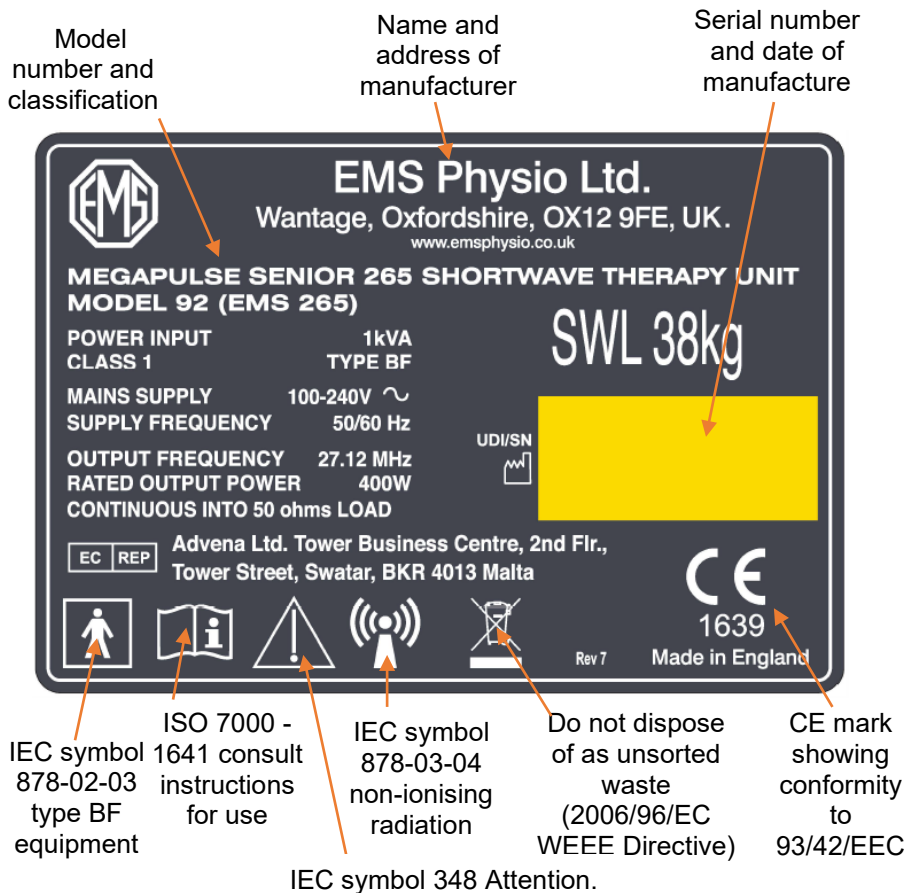 Model
number and
classification
Name and
address of
manufacturer
Serial number
and date of
manufacture
EMS
EMS Physio Ltd.
Wantage, Oxfordshire, OX12 9FE, UK.
www.emsphysio.co.uk
MEGAPULSE SENIOR 265 SHORTWAVE THERAPY UNIT
MODEL 92 (EMS 265)
POWER INPUT 1kVA
CLASS 1 TYPE BF
MAINS SUPPLY 100-240V
SUPPLY FREQUENCY 50/60 Hz
OUTPUT FREQUENCY 27.12 MHz
RATED OUTPUT POWER 400W
CONTINUOUS INTO 50 ohms LOAD
SWL 38kg
UDI/SN
EC REP
Advena Ltd. Tower Business Centre, 2nd Flr.,
Tower Street, Swatar, BKR 4013 Malta
CE
1639
Rev 7
Made in England
IEC symbol
878-02-03
type BF
equipment
ISO 7000 -
1641 consult
instructions
for use
IEC symbol
878-03-04
non-ionising
radiation
Do not dispose
of as unsorted
waste
(2006/96/EC
WEEE Directive)
CE mark
showing
conformity
to
93/42/EEC
IEC symbol 348 Attention.